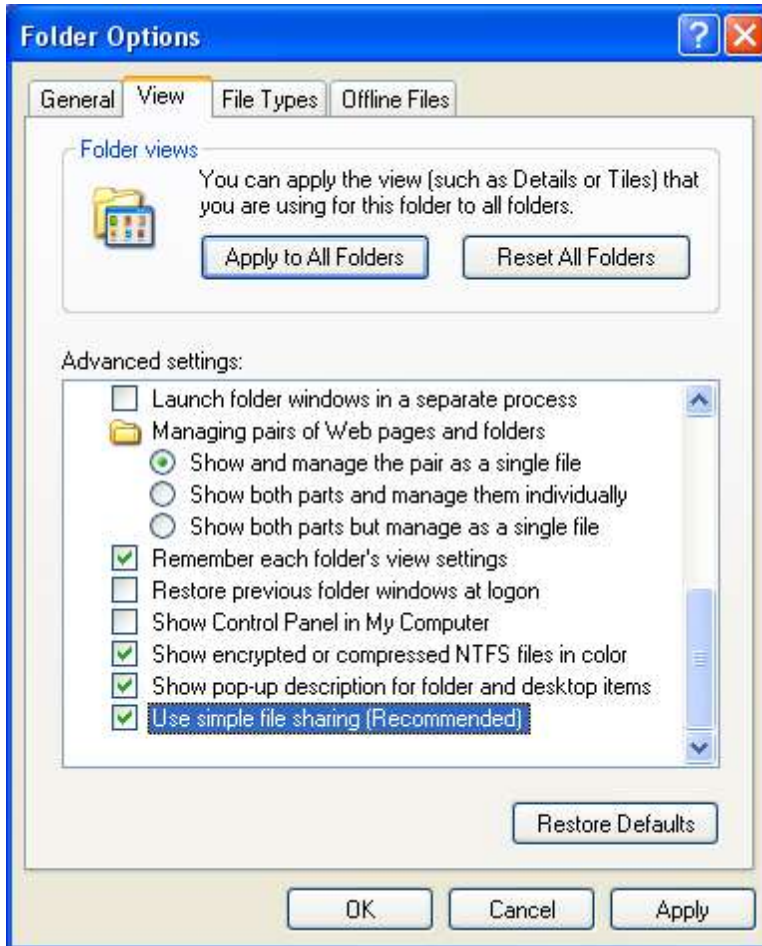 Folder Options
General View File Types Offline Files
Folder views
You can apply the view (such as Details or Tiles) that
you are using for this folder to all folders.
Apply to All Folders Reset All Folders
Advanced settings:
Launch folder windows in a separate process
Managing pairs of Web pages and folders
Show and manage the pair as a single file
Show both parts and manage them individually
Show both parts but manage as a single file
Remember each folder's view settings
Restore previous folder windows at logon
Show Control Panel in My Computer
Show encrypted or compressed NTFS files in color
Show pop-up description for folder and desktop items
Use simple file sharing (Recommended)
Restore Defaults
OK Cancel Apply